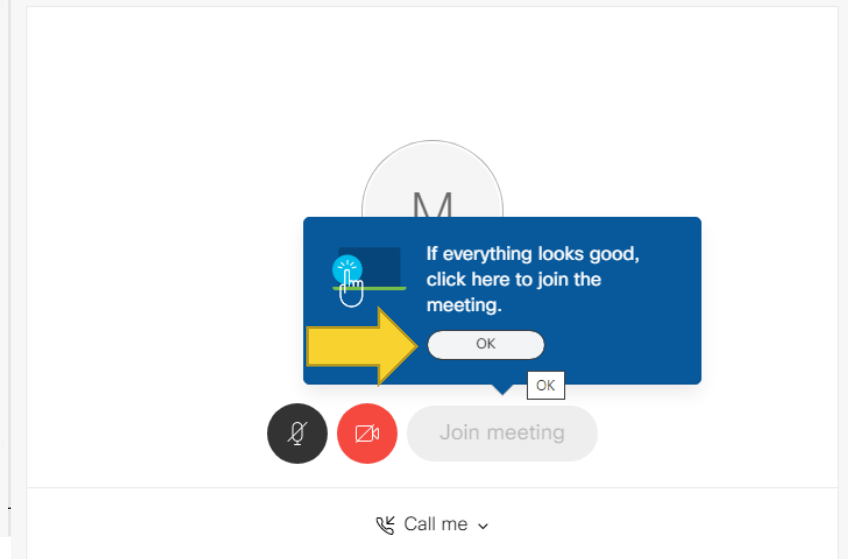 M
If everything looks good,
click here to join the
meeting.
OK
OK
Join meeting
Call me